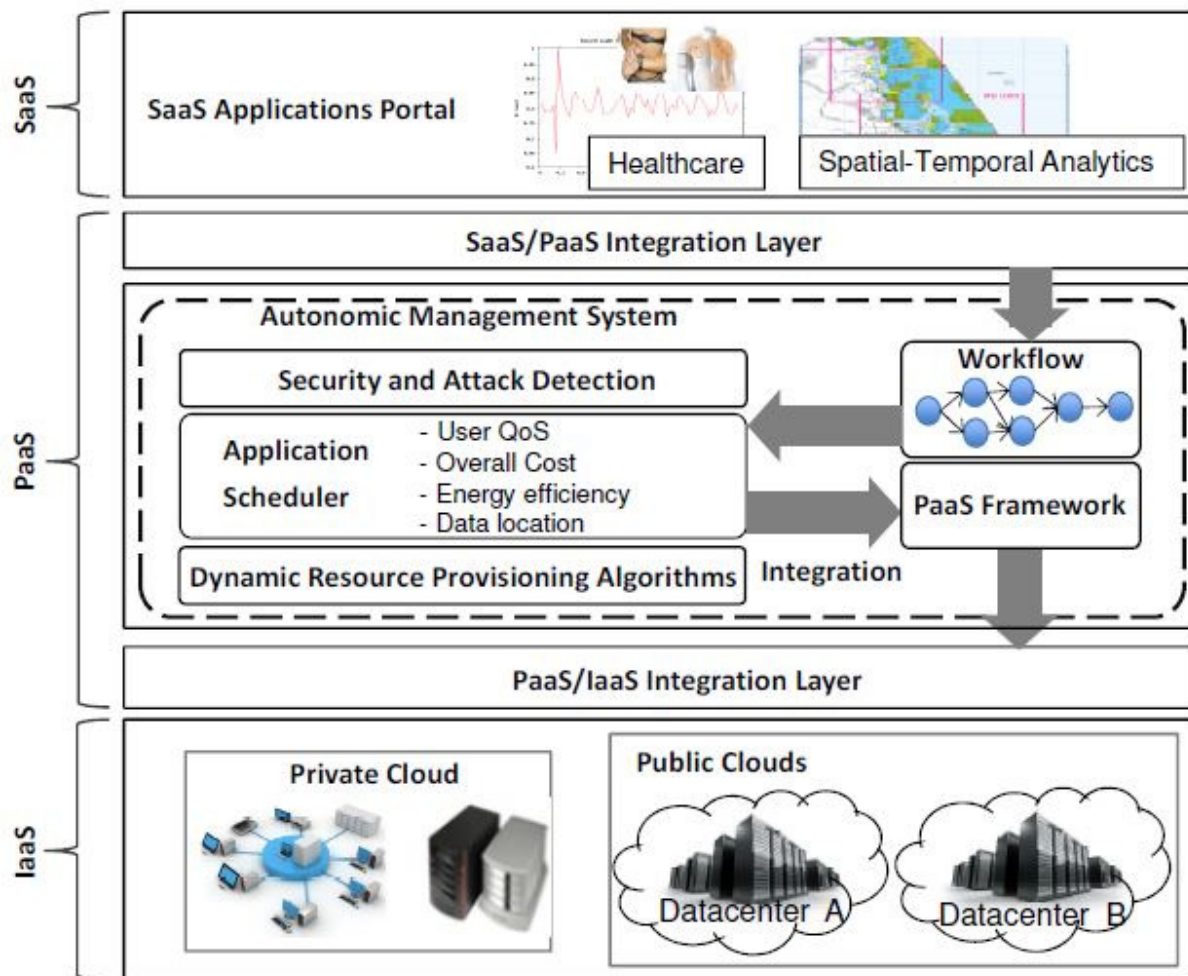 SaaS
SaaS Applications Portal
Healthcare
Spatial-Temporal Analytics
PaaS
SaaS/PaaS Integration Layer
Autonomic Management System
Security and Attack Detection
Workflow
Application
Scheduler
- User QoS
- Overall Cost
- Energy efficiency
- Data location
PaaS Framework
Dynamic Resource Provisioning Algorithms
Integration
PaaS/IaaS Integration Layer
IaaS
Private Cloud
Public Clouds
Datacenter A
Datacenter B